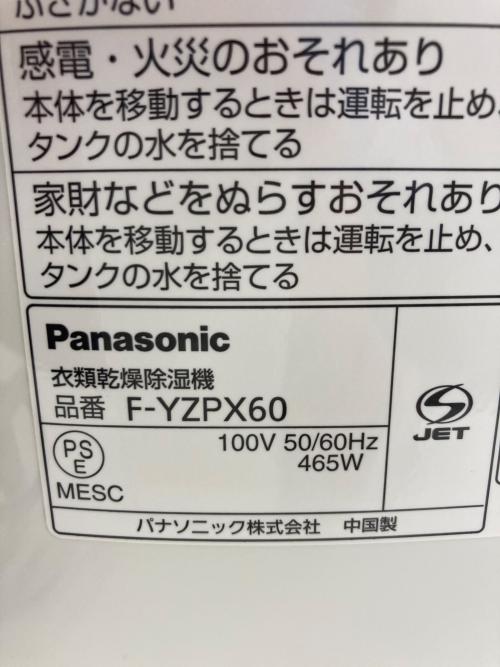 ふさがない
感電・火災のおそれあり
本体を移動するときは運転を止め、
タンクの水を捨てる
家財などをぬらすおそれあり
本体を移動するときは運転を止め、
タンクの水を捨てる
Panasonic
衣類乾燥除湿機
品番 F-YZPX60
PS
E
MESC
100V 50/60Hz
465W
S
JET
パナソニック株式会社 中国製